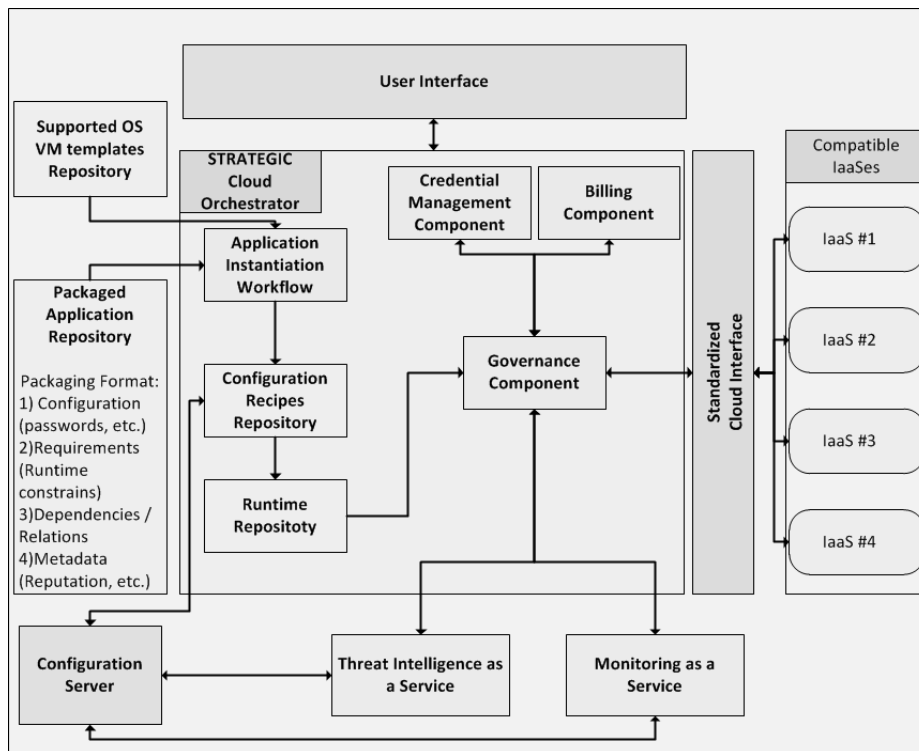 User Interface
Supported OS
VM templates
Repository
STRATEGIC
Cloud
Orchestrator
Credential
Management
Component
Billing
Component
Compatible
IaaSes
Application
Instantiation
Workflow
IaaS #1
Packaged
Application
Repository
Packaging Format:
1) Configuration
(passwords, etc.)
2)Requirements
(Runtime
constrains)
3)Dependencies /
Relations
4)Metadata
(Reputation, etc.)
Configuration
Recipes
Repository
Governance
Component
Standardized
Cloud Interface
IaaS #2
IaaS #3
Runtime
Repositoty
IaaS #4
Configuration
Server
Threat Intelligence as
a Service
Monitoring as a
Service